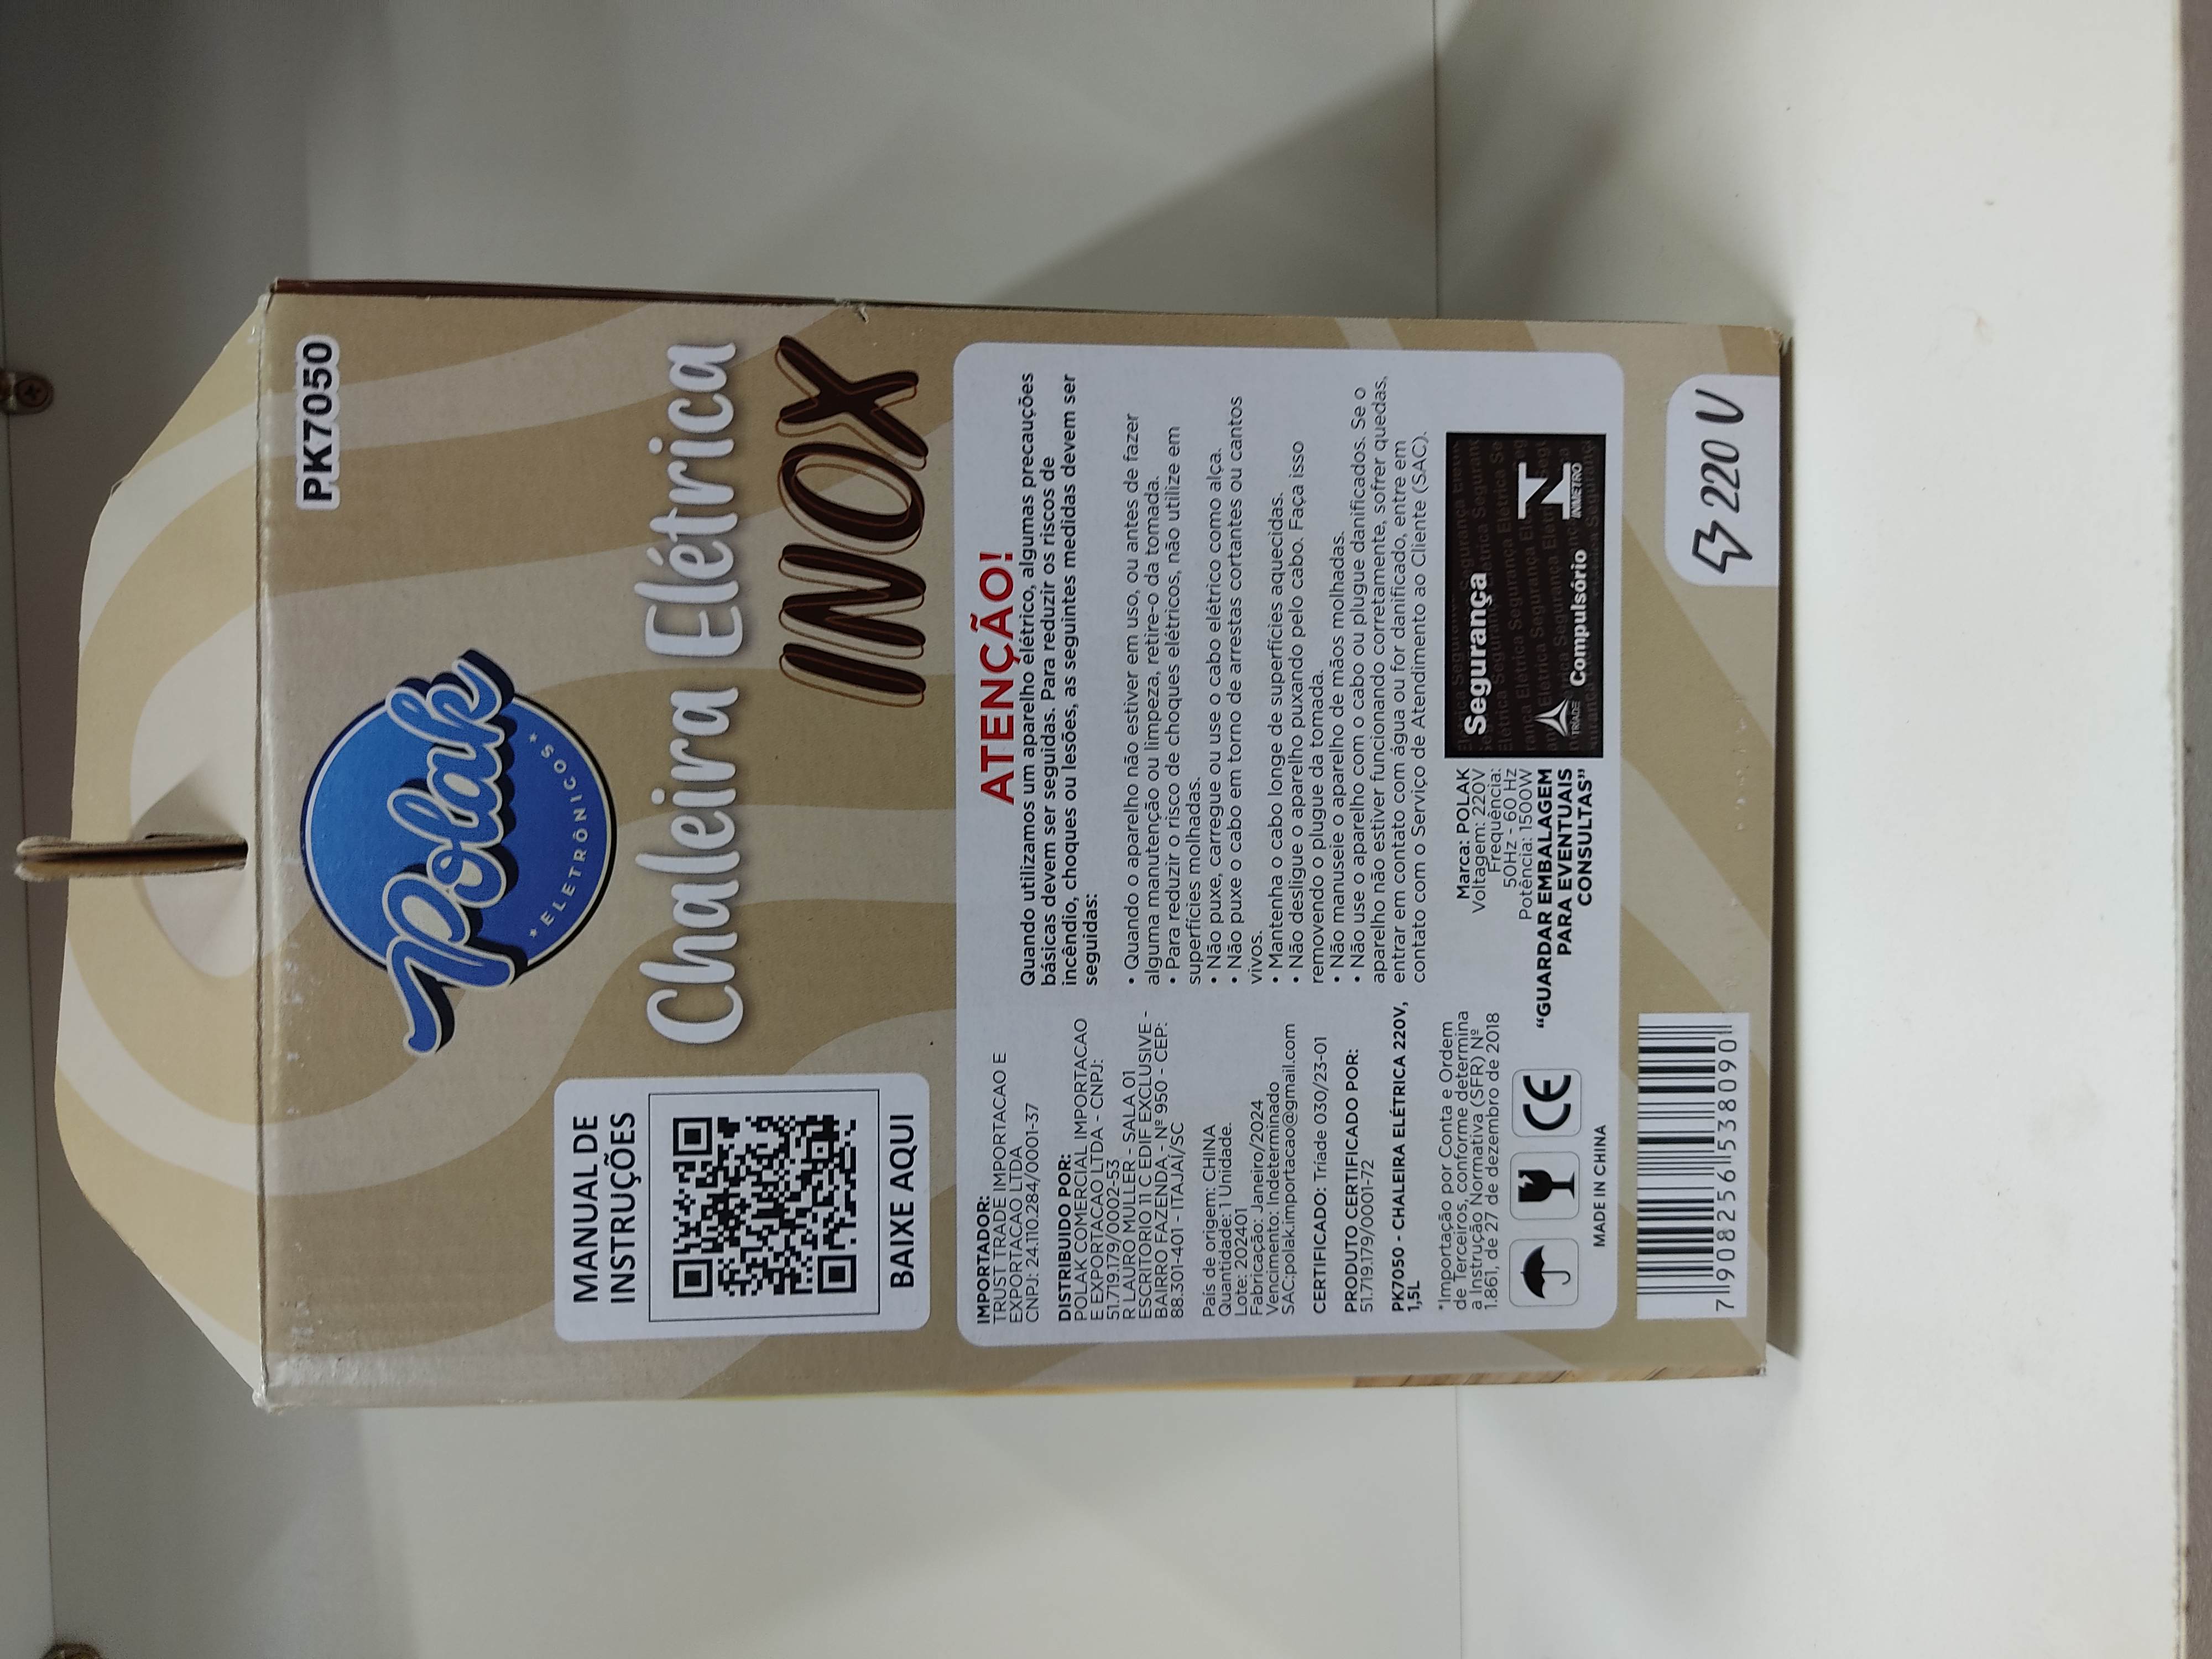 PK7050
Polak
* ELETRÔNICOS *
MANUAL DE
INSTRUÇÕES
BAIXE AQUI
Chaleira Elétrica
INOX
IMPORTADOR:
TRUST TRADE IMPORTACAO E
EXPORTACAO LTDA
CNPJ: 24.110.284/0001-37
DISTRIBUIDO POR:
POLAK COMERCIAL IMPORTACAO
E EXPORTACAO LTDA - CNPJ:
51.719.179/0002-53
R LAURO MULLER - SALA 01
ESCRITORIO 11 C EDIF EXCLUSIVE -
BAIRRO FAZENDA - Nº 950 - CEP:
88.301-401 - ITAJAI/SC
País de origem: CHINA
Quantidade: 1 Unidade.
Lote: 202401
Fabricação: Janeiro/2024
Vencimento: Indeterminado
SAC:polak.importacao@gmail.com
CERTIFICADO: Tríade 030/23-01
PRODUTO CERTIFICADO POR:
51.719.179/0001-72
PK7050 - CHALEIRA ELÉTRICA 220V,
1,5L
*Importação por Conta e Ordem
de Terceiros, conforme determina
a Instrução Normativa (SFR) Nº
1.861, de 27 de dezembro de 2018
CE
MADE IN CHINA
ATENÇÃO!
Quando utilizamos um aparelho elétrico, algumas precauções
básicas devem ser seguidas. Para reduzir os riscos de
incêndio, choques ou lesões, as seguintes medidas devem ser
seguidas:
• Quando o aparelho não estiver em uso, ou antes de fazer
alguma manutenção ou limpeza, retire-o da tomada.
• Para reduzir o risco de choques elétricos, não utilize em
superfícies molhadas.
• Não puxe, carregue ou use o cabo elétrico como alça.
• Não puxe o cabo em torno de arrestas cortantes ou cantos
vivos.
• Mantenha o cabo longe de superfícies aquecidas.
• Não desligue o aparelho puxando pelo cabo. Faça isso
removendo o plugue da tomada.
• Não manuseie o aparelho de mãos molhadas.
• Não use o aparelho com o cabo ou plugue danificados. Se o
aparelho não estiver funcionando corretamente, sofrer quedas,
entrar em contato com água ou for danificado, entre em
contato com o Serviço de Atendimento ao Cliente (SAC).
Marca: POLAK
Voltagem: 220V
Frequência:
50Hz - 60 Hz
Potência: 1500W
"GUARDAR EMBALAGEM
PARA EVENTUAIS
CONSULTAS"
Segurança
TRÍADE
Compulsório
INMETRO
7 908256 538090
220 V